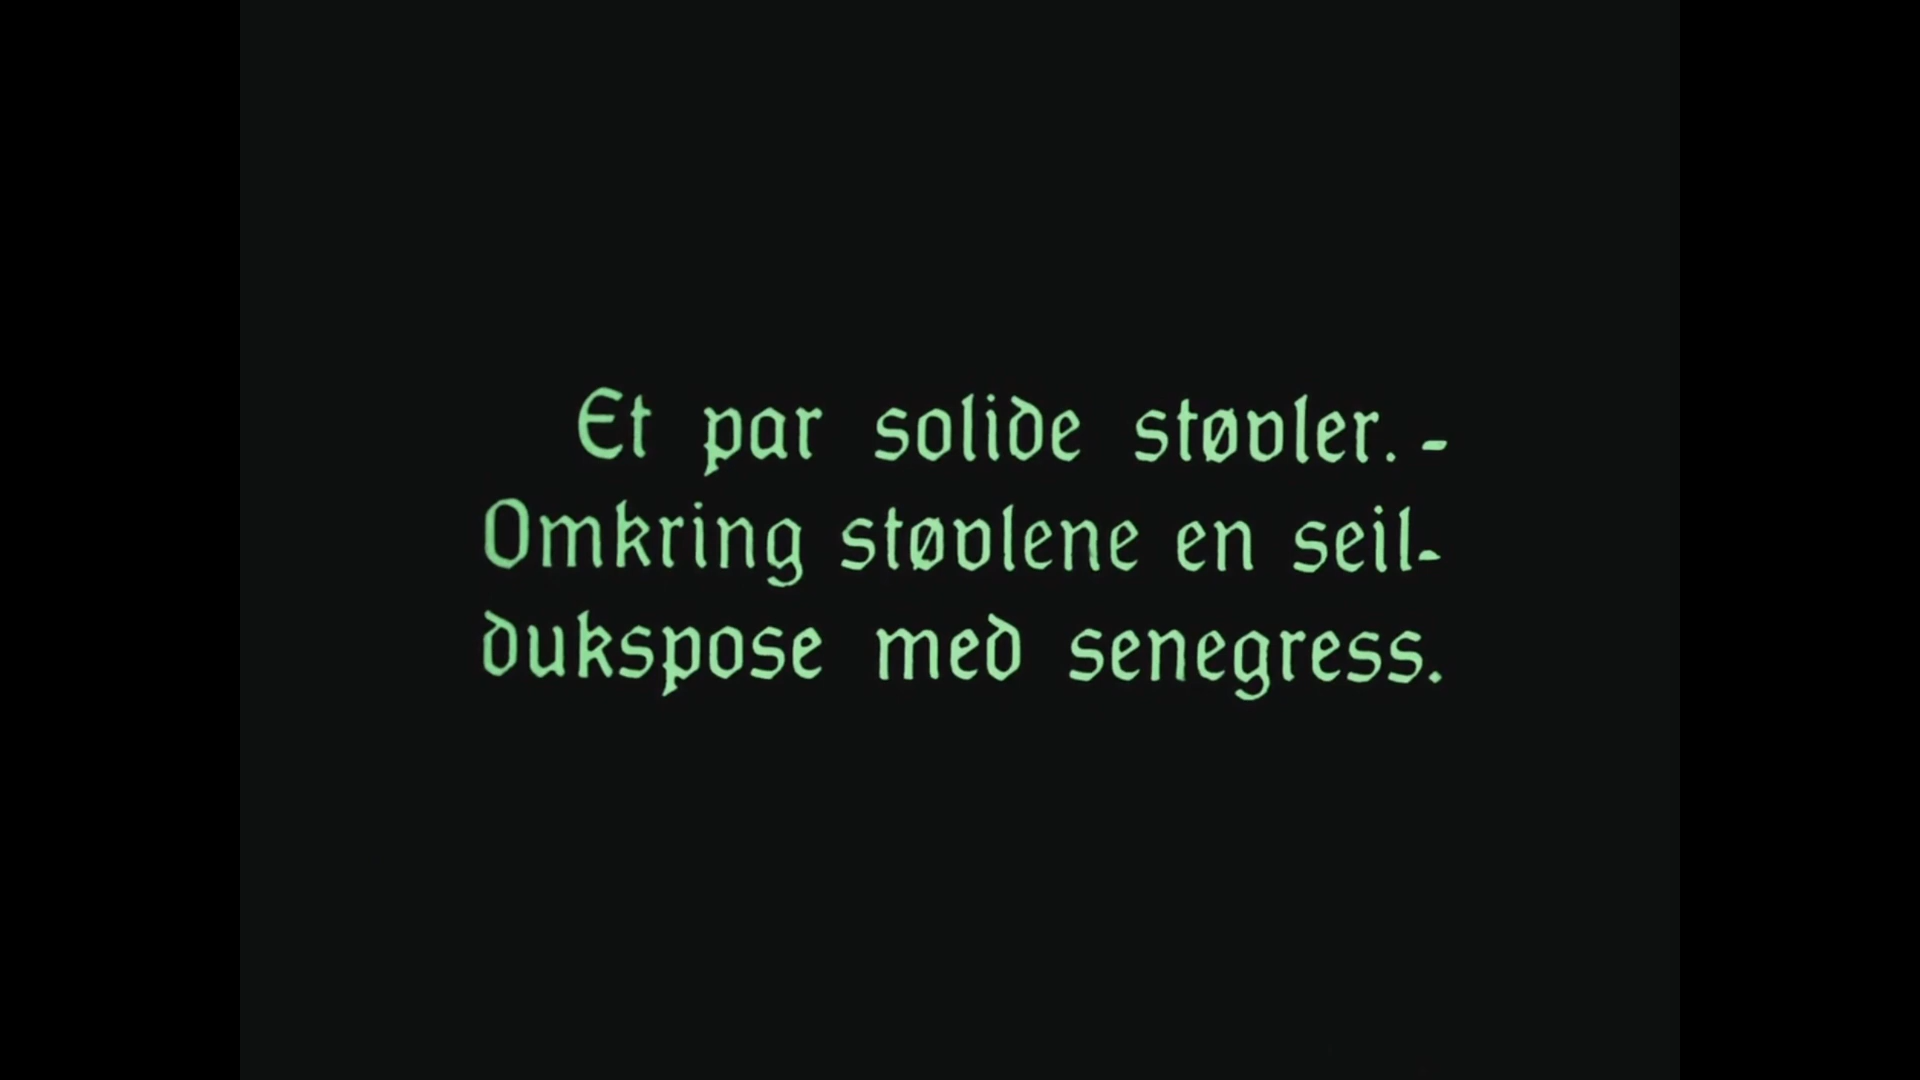 Et par solide støvler. -
Omkring støvlene en seil-
dukspose med senegress.